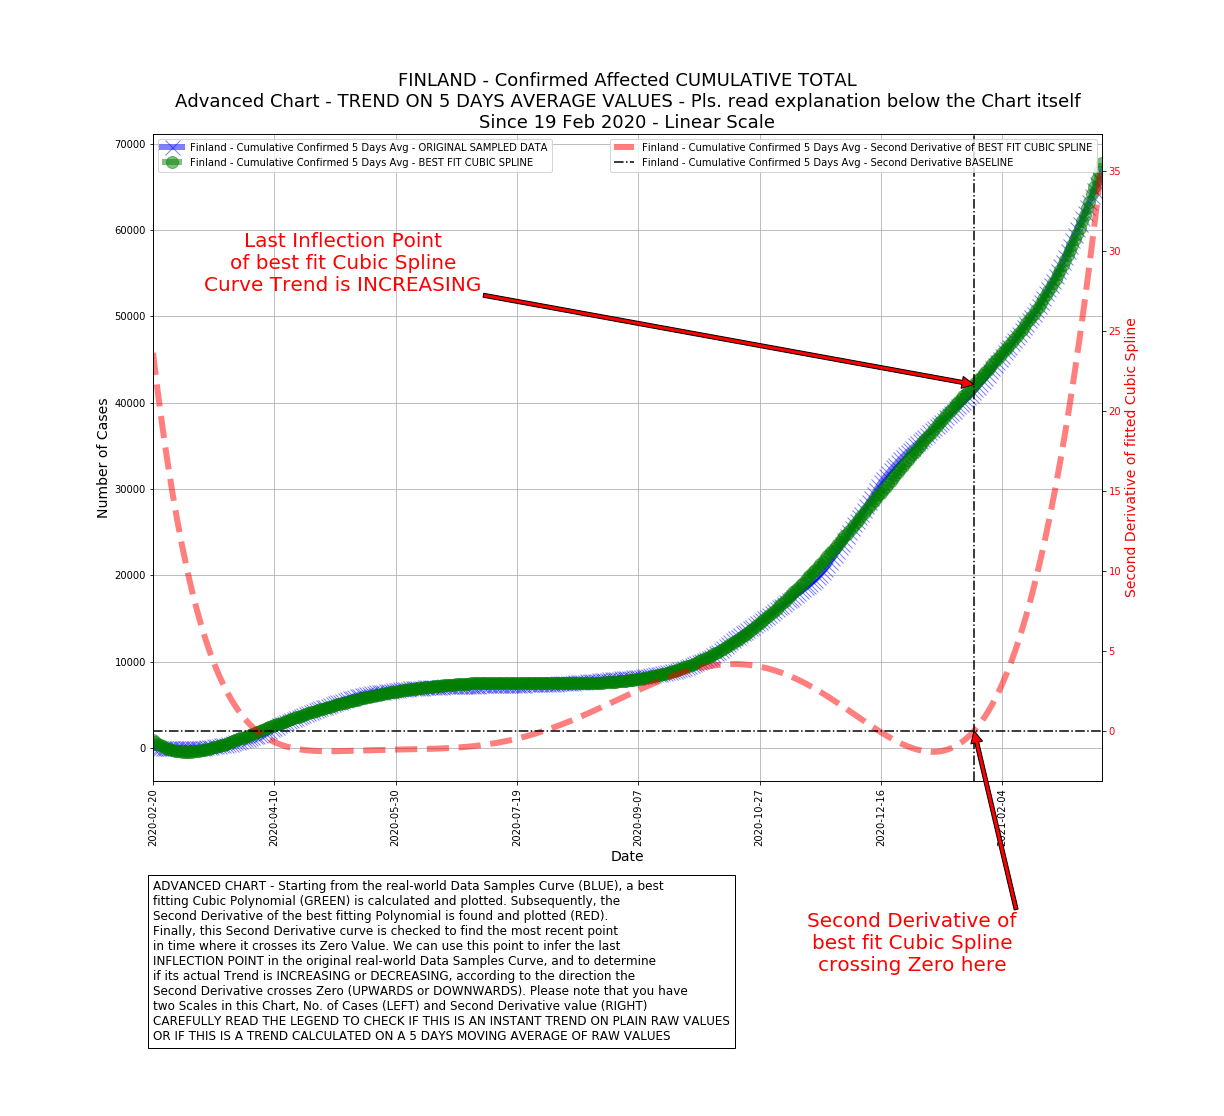 FINLAND - Confirmed Affected CUMULATIVE TOTAL
Advanced Chart - TREND ON 5 DAYS AVERAGE VALUES - Pls. read explanation below the Chart itself
Since 19 Feb 2020 - Linear Scale
Finland - Cumulative Confirmed 5 Days Avg - ORIGINAL SAMPLED DATA
Finland - Cumulative Confirmed 5 Days Avg - BEST FIT CUBIC SPLINE
Finland - Cumulative Confirmed 5 Days Avg - Second Derivative of BEST FIT CUBIC SPLINE
Finland - Cumulative Confirmed 5 Days Avg - Second Derivative BASELINE
Last Inflection Point
of best fit Cubic Spline
Curve Trend is INCREASING
Number of Cases
70000
60000
50000
40000
30000
20000
10000
0
Second Derivative of fitted Cubic Spline
35
30
25
20
15
10
5
0
2020-02-20
2020-04-10
2020-05-30
2020-07-19
2020-09-07
2020-10-27
2020-12-16
2021-02-04
Date
Second Derivative of
best fit Cubic Spline
crossing Zero here
ADVANCED CHART - Starting from the real-world Data Samples Curve (BLUE), a best
fitting Cubic Polynomial (GREEN) is calculated and plotted. Subsequently, the
Second Derivative of the best fitting Polynomial is found and plotted (RED).
Finally, this Second Derivative curve is checked to find the most recent point
in time where it crosses its Zero Value. We can use this point to infer the last
INFLECTION POINT in the original real-world Data Samples Curve, and to determine
if its actual Trend is INCREASING or DECREASING, according to the direction the
Second Derivative crosses Zero (UPWARDS or DOWNWARDS). Please note that you have
two Scales in this Chart, No. of Cases (LEFT) and Second Derivative value (RIGHT)
CAREFULLY READ THE LEGEND TO CHECK IF THIS IS AN INSTANT TREND ON PLAIN RAW VALUES
OR IF THIS IS A TREND CALCULATED ON A 5 DAYS MOVING AVERAGE OF RAW VALUES